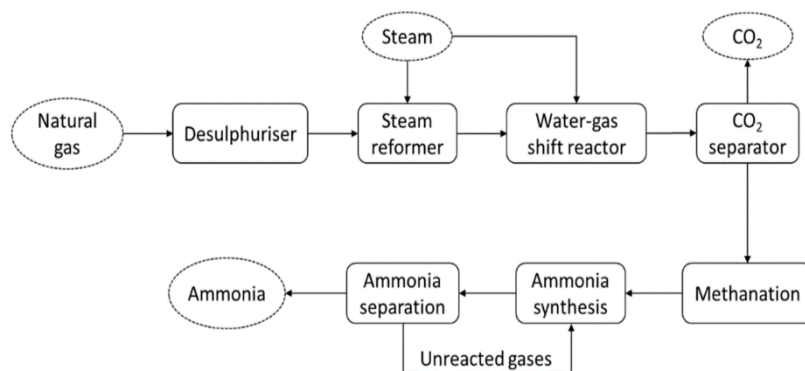 Steam
CO₂
Natural
gas
Desulphuriser
Steam
reformer
Water-gas
shift reactor
CO₂
separator
Ammonia
Ammonia
separation
Ammonia
synthesis
Methanation
Unreacted gases